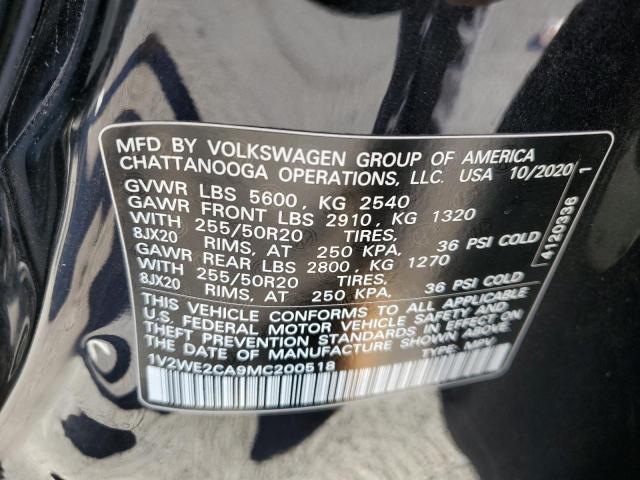 MFD BY VOLKSWAGEN GROUP OF AMERICA
CHATTANOOGA OPERATIONS, LLC. USA 10/2020
GVWR LBS 5600, KG 2540
GAWR FRONT LBS 2910, KG 1320
WITH 255/50R20 TIRES,
8JX20 RIMS, AT 250 KPA, 36 PSI COLD
GAWR REAR LBS 2800, KG 1270
WITH 255/50R20 TIRES,
8JX20 RIMS, AT 250 KPA, 36 PSI COLD
THIS VEHICLE CONFORMS TO ALL APPLICABLE
U.S. FEDERAL MOTOR VEHICLE SAFETY AND
THEFT PREVENTION STANDARDS IN EFFECT ON
THE DATE OF MANUFACTURE SHOWN ABOVE.
1V2WE2CA9MC200518 TYPE: MPV
4120336 1